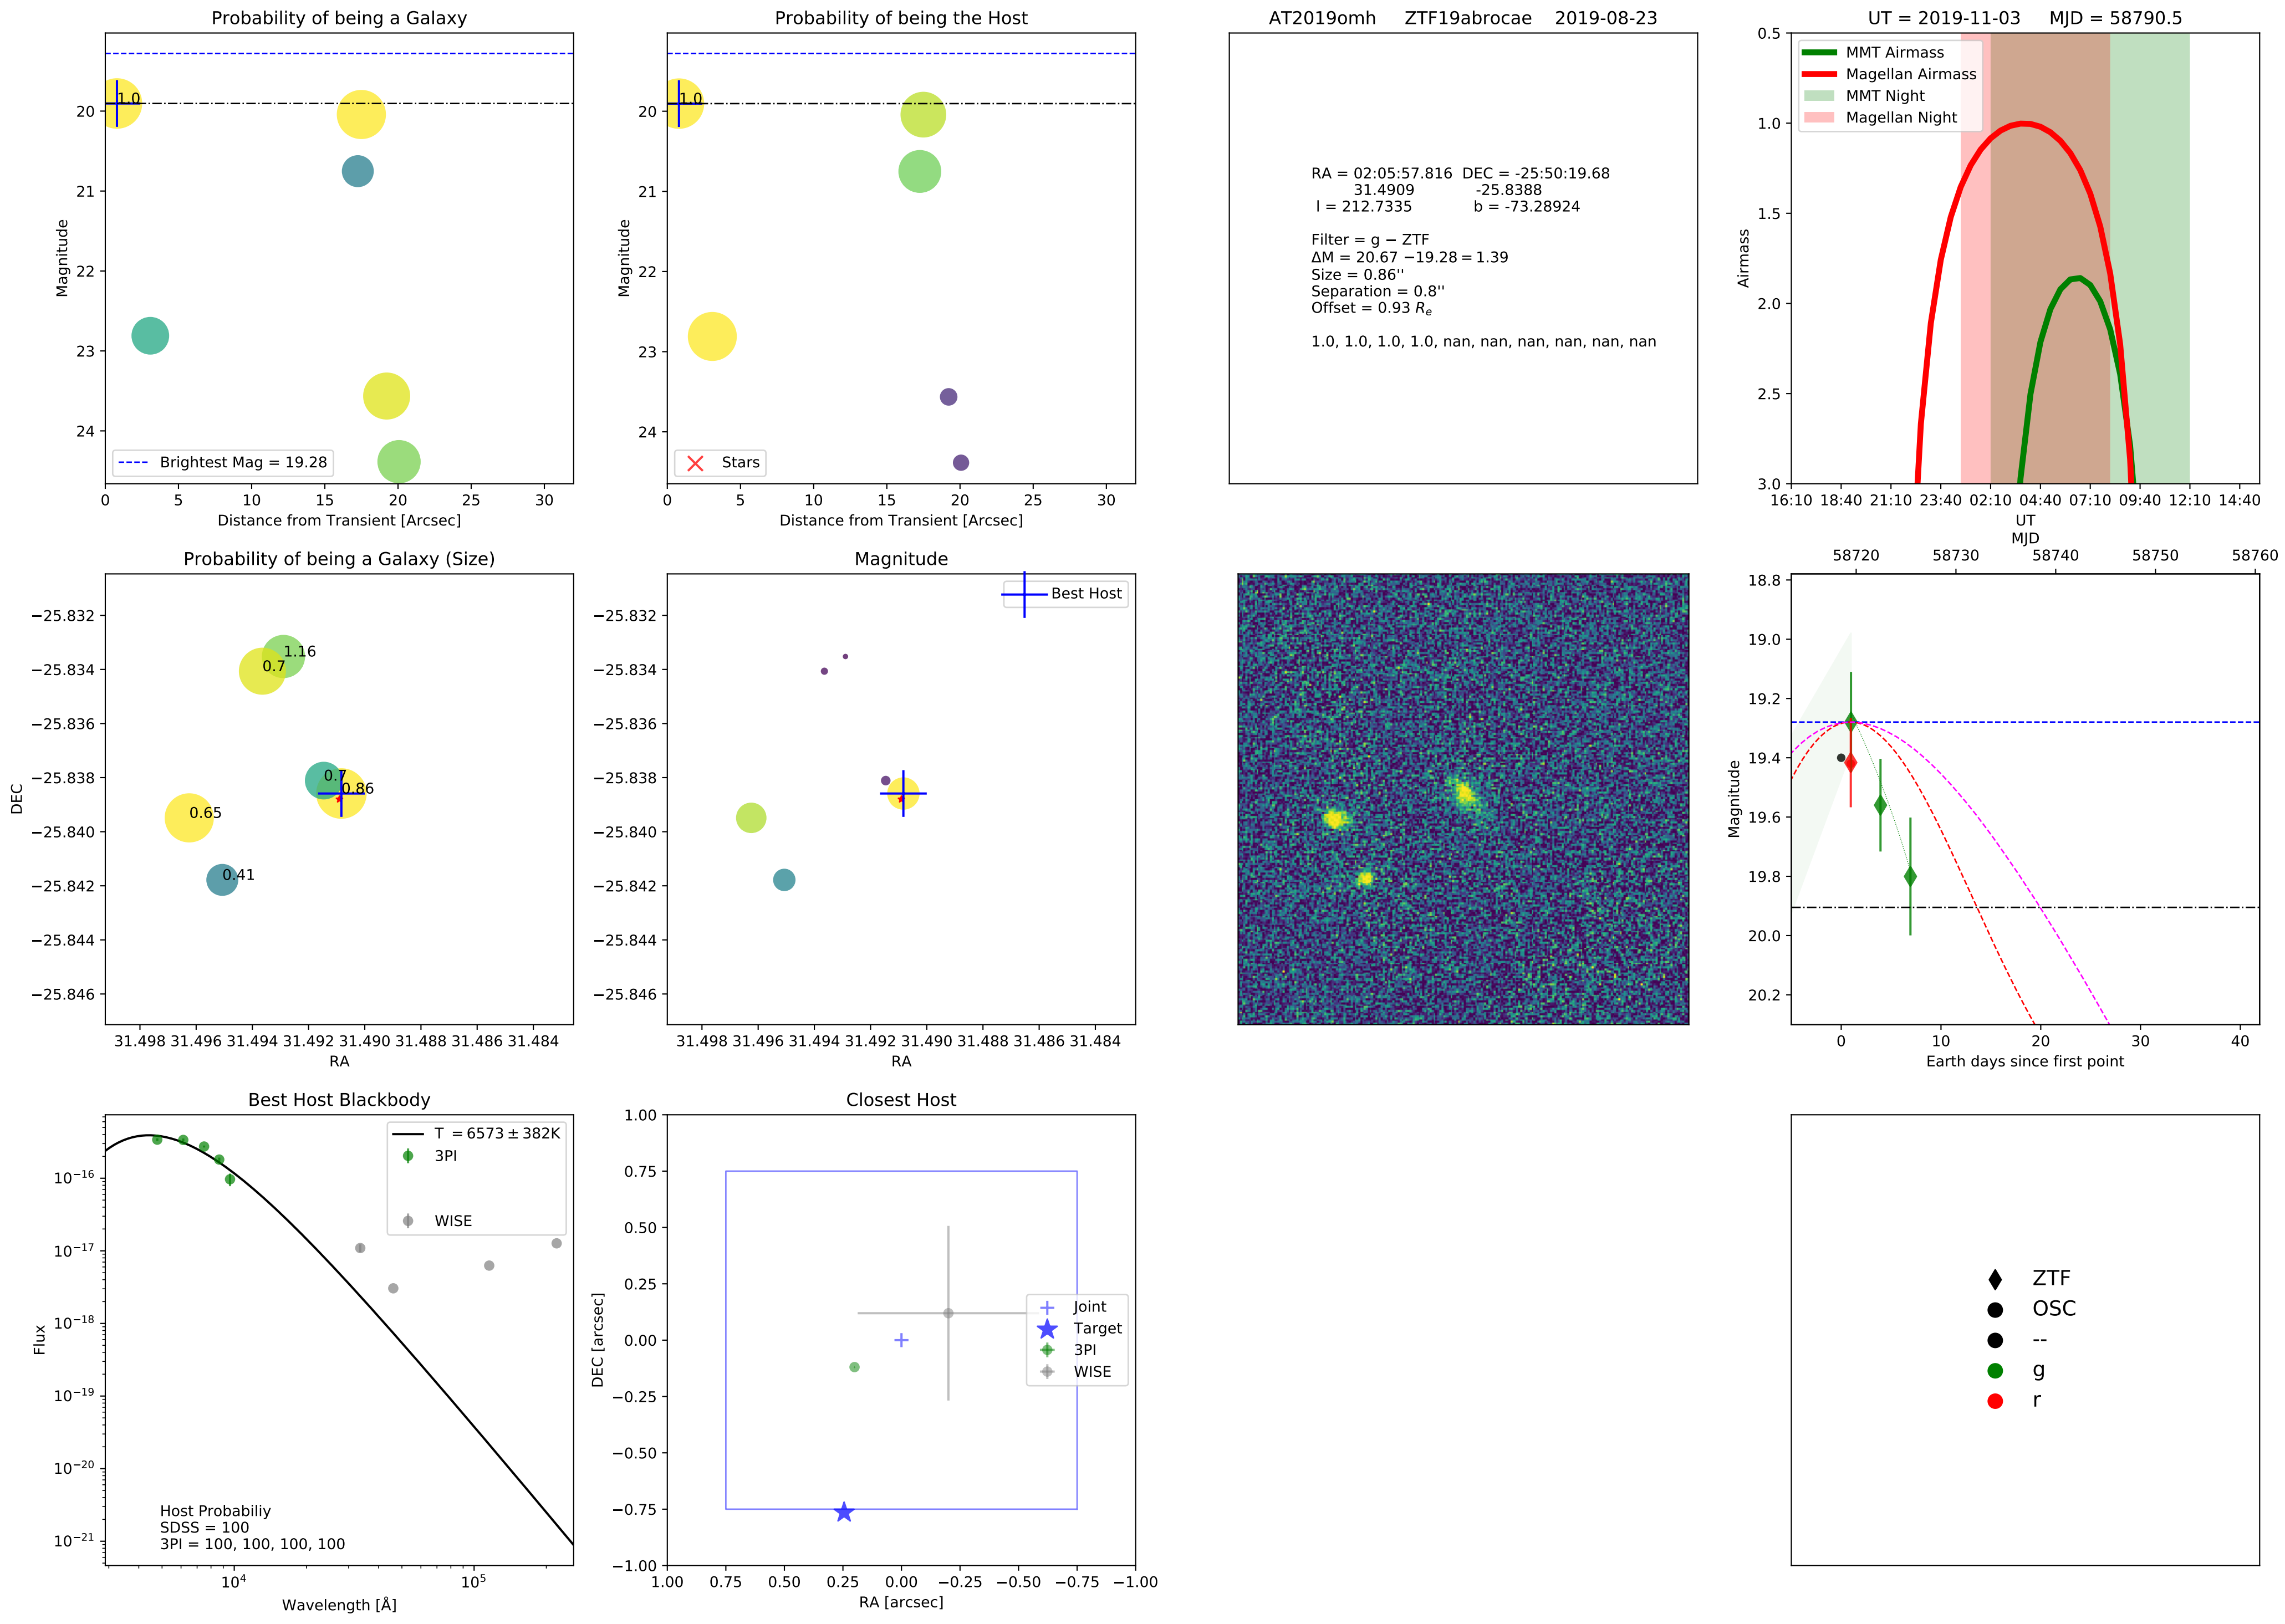 Probability of being a Galaxy
20
21
22
23
24
Magnitude
1.0
Brightest Mag = 19.28
0 5 10 15 20 25 30
Distance from Transient [Arcsec]
Probability of being the Host
20
21
22
23
24
Magnitude
1.0
Stars
0 5 10 15 20 25 30
Distance from Transient [Arcsec]
AT2019omh ZTF19abrocae 2019-08-23
RA = 02:05:57.816 DEC = -25:50:19.68
31.4909 -25.8388
l = 212.7335 b = -73.28924
Filter = g − ZTF
ΔM = 20.67 −19.28 = 1.39
Size = 0.86''
Separation = 0.8''
Offset = 0.93 Re
1.0, 1.0, 1.0, 1.0, nan, nan, nan, nan, nan, nan
UT = 2019-11-03 MJD = 58790.5
0.5
1.0
1.5
2.0
2.5
3.0
Airmass
MMT Airmass
Magellan Airmass
MMT Night
Magellan Night
16:10 18:40 21:10 23:40 02:10 04:40 07:10 09:40 12:10 14:40
UT
Probability of being a Galaxy (Size)
−25.832
−25.834
−25.836
−25.838
−25.840
−25.842
−25.844
−25.846
DEC
1.16
0.7
0.7
0.86
0.65
0.41
31.498 31.496 31.494 31.492 31.490 31.488 31.486 31.484
RA
Magnitude
−25.832
−25.834
−25.836
−25.838
−25.840
−25.842
−25.844
−25.846
Best Host
31.498 31.496 31.494 31.492 31.490 31.488 31.486 31.484
RA
MJD
58720 58730 58740 58750 58760
18.8
19.0
19.2
19.4
19.6
19.8
20.0
20.2
Magnitude
0 10 20 30 40
Earth days since first point
Best Host Blackbody
10−16
10−17
10−18
10−19
10−20
10−21
Flux
T = 6573 ± 382K
3PI
WISE
Host Probabiliy
SDSS = 100
3PI = 100, 100, 100, 100
104 105
Wavelength [Å]
Closest Host
1.00
0.75
0.50
0.25
0.00
−0.25
−0.50
−0.75
−1.00
DEC [arcsec]
Joint
Target
3PI
WISE
1.00 0.75 0.50 0.25 0.00 −0.25 −0.50 −0.75 −1.00
RA [arcsec]
ZTF
OSC
--
g
r